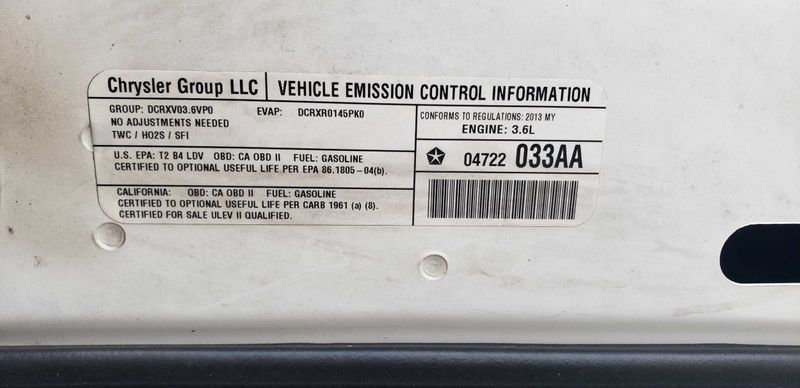 Chrysler Group LLC VEHICLE EMISSION CONTROL INFORMATION
GROUP: DCRXV03.6VP0 EVAP: DCRXR0145PK0
NO ADJUSTMENTS NEEDED
TWC / HO2S / SFI
CONFORMS TO REGULATIONS: 2013 MY
ENGINE: 3.6L
U.S. EPA: T2 B4 LDV OBD: CA OBD II FUEL: GASOLINE
CERTIFIED TO OPTIONAL USEFUL LIFE PER EPA 86.1805-04(b).
04722 033AA
CALIFORNIA: OBD: CA OBD II FUEL: GASOLINE
CERTIFIED TO OPTIONAL USEFUL LIFE PER CARB 1961 (a) (8).
CERTIFIED FOR SALE ULEV II QUALIFIED.